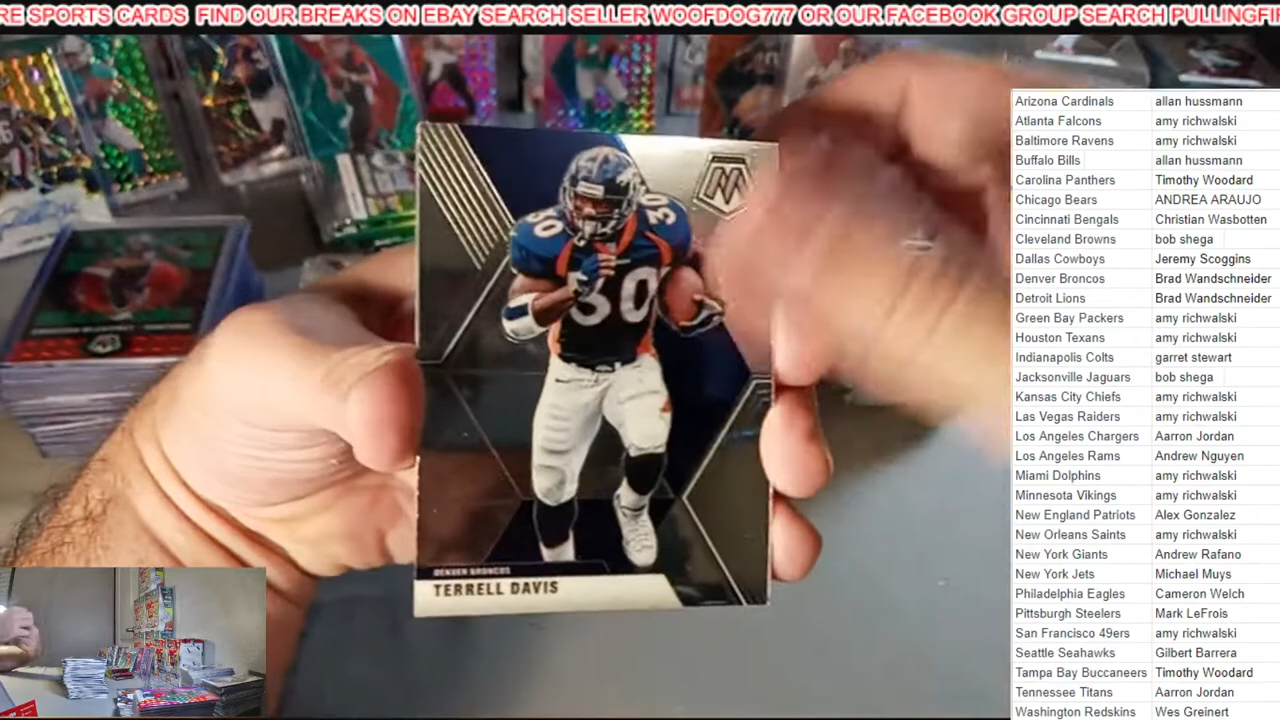 RE SPORTS CARDS FIND OUR BREAKS ON EBAY SEARCH SELLER WOOFDOG777 OR OUR FACEBOOK GROUP SEARCH PULLINGFI
30 30
30
M
DENVER BRONCOS
TERRELL DAVIS
Arizona Cardinals allan hussmann
Atlanta Falcons amy richwalski
Baltimore Ravens amy richwalski
Buffalo Bills allan hussmann
Carolina Panthers Timothy Woodard
Chicago Bears ANDREA ARAUJO
Cincinnati Bengals Christian Wasbotten
Cleveland Browns bob shega
Dallas Cowboys Jeremy Scoggins
Denver Broncos Brad Wandschneider
Detroit Lions Brad Wandschneider
Green Bay Packers amy richwalski
Houston Texans amy richwalski
Indianapolis Colts garret stewart
Jacksonville Jaguars bob shega
Kansas City Chiefs amy richwalski
Las Vegas Raiders amy richwalski
Los Angeles Chargers Aarron Jordan
Los Angeles Rams Andrew Nguyen
Miami Dolphins amy richwalski
Minnesota Vikings amy richwalski
New England Patriots Alex Gonzalez
New Orleans Saints amy richwalski
New York Giants Andrew Rafano
New York Jets Michael Muys
Philadelphia Eagles Cameron Welch
Pittsburgh Steelers Mark LeFrois
San Francisco 49ers amy richwalski
Seattle Seahawks Gilbert Barrera
Tampa Bay Buccaneers Timothy Woodard
Tennessee Titans Aarron Jordan
Washington Redskins Wes Greinert